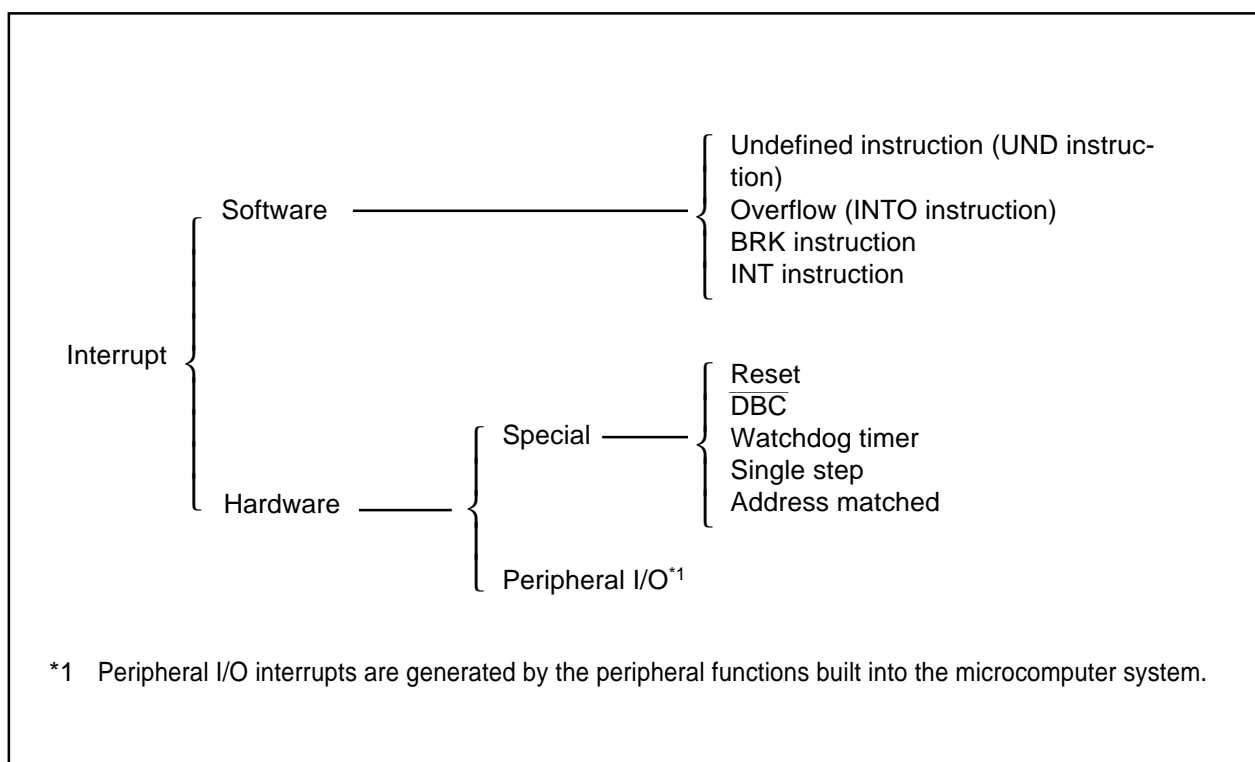 Undefined instruction (UND instruc-
tion)
Software
Overflow (INTO instruction)
BRK instruction
INT instruction
Interrupt
Reset
D̅B̅C̅
Special
Watchdog timer
Single step
Hardware
Address matched
Peripheral I/O*1
*1 Peripheral I/O interrupts are generated by the peripheral functions built into the microcomputer system.